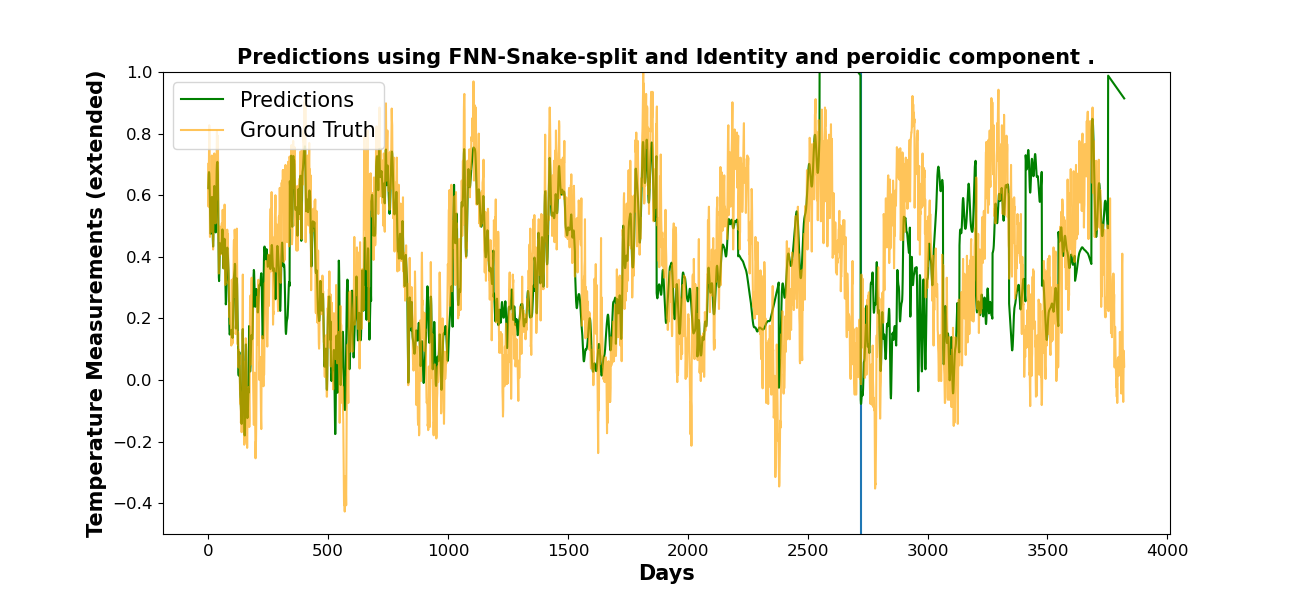 Predictions using FNN-Snake-split and Identity and peroidic component .
Temperature Measurements (extended)
1.0
0.8
0.6
0.4
0.2
0.0
−0.2
−0.4
Predictions
Ground Truth
0 500 1000 1500 2000 2500 3000 3500 4000
Days